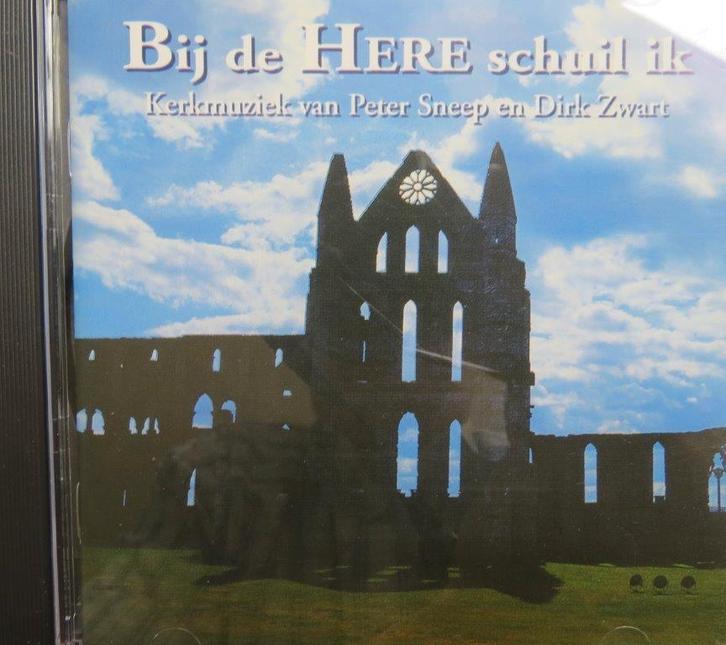 Bij de HERE schuil ik
Kerkmuziek van Peter Sneep en Dirk Zwart